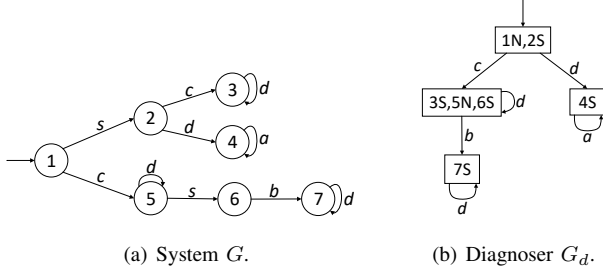 1N,2S
c
d
3S,5N,6S
d
4S
a
b
7S
d
1
s
2
c
3
d
d
4
a
c
5
d
s
6
b
7
d
(a) System G.
(b) Diagnoser G_d.